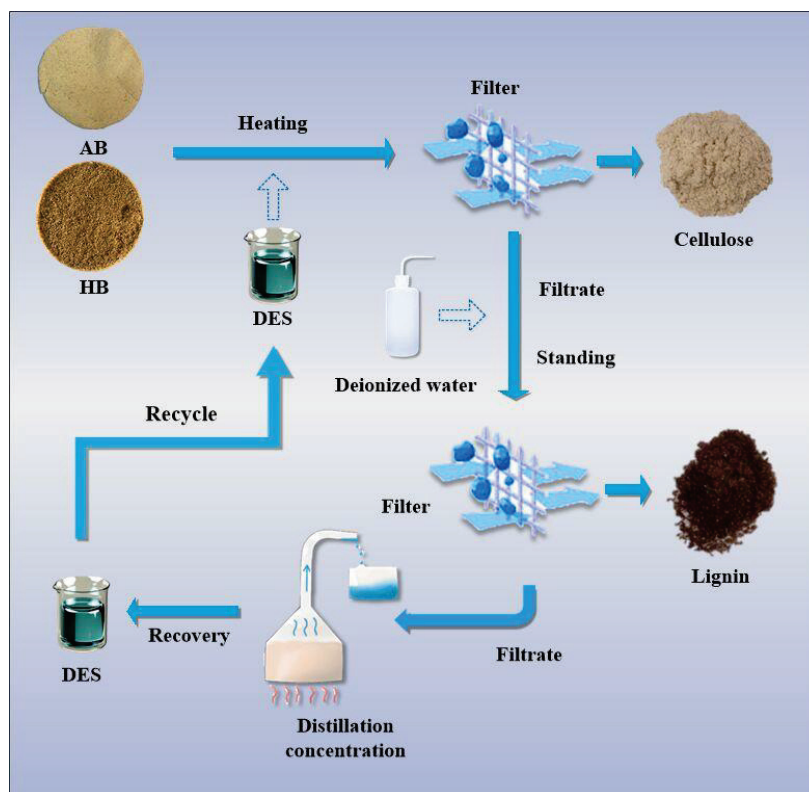 AB
HB
Heating
DES
Filter
Cellulose
Filtrate
Deionized water
Standing
Recycle
Filter
Lignin
Filtrate
Distillation
concentration
Recovery
DES